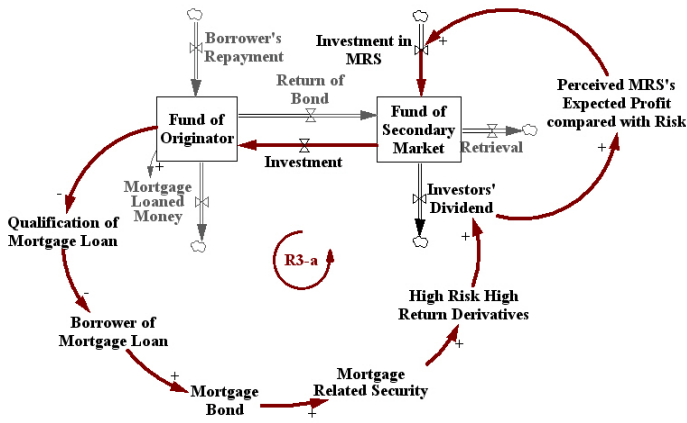 Borrower's
Repayment
Investment in
MRS
+
Return of
Bond
Perceived MRS's
Expected Profit
compared with Risk
Fund of
Originator
Fund of
Secondary
Market
Investment
Retrieval
+
+
Mortgage
Loaned
Money
Investors'
Dividend
-
Qualification of
Mortgage Loan
+
R3-a
-
High Risk High
Return Derivatives
Borrower of
Mortgage Loan
+
+
Mortgage
Related Security
Mortgage
Bond
+